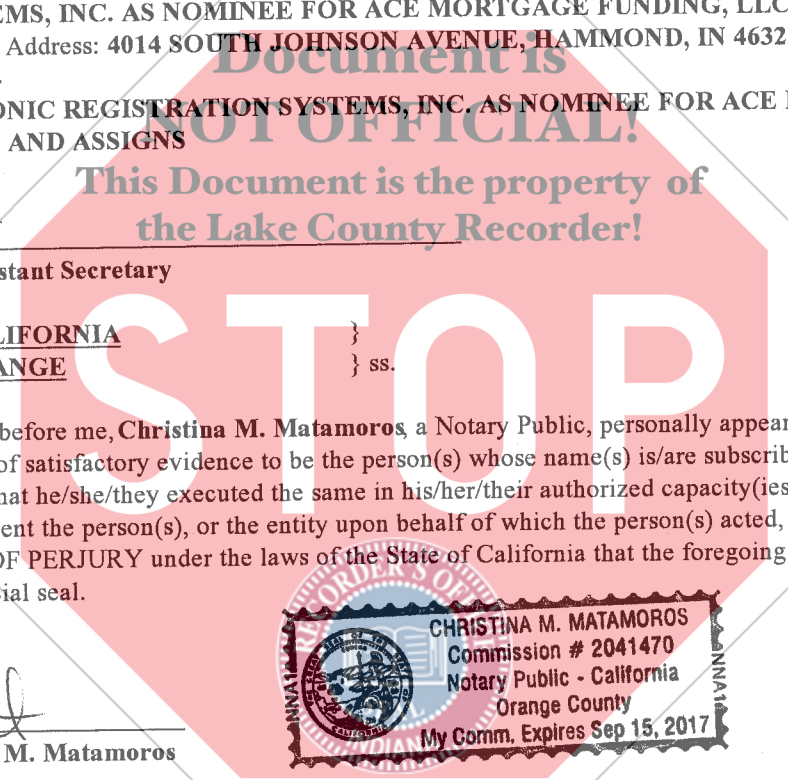 EMS, INC. AS NOMINEE FOR ACE MORTGAGE FUNDING, LLC
Address: 4014 SOUTH JOHNSON AVENUE, HAMMOND, IN 4632
Document is
ONIC REGISTRATION SYSTEMS, INC. AS NOMINEE FOR ACE
NOT OFFICIAL!
AND ASSIGNS
This Document is the property of
the Lake County Recorder!
stant Secretary
STOP
LIFORNIA }
ANGE } ss.
before me, Christina M. Matamoros, a Notary Public, personally appear
of satisfactory evidence to be the person(s) whose name(s) is/are subscrib
hat he/she/they executed the same in his/her/their authorized capacity(ies
ent the person(s), or the entity upon behalf of which the person(s) acted,
OF PERJURY under the laws of the State of California that the foregoing
ial seal.
RECORDER'S OF
INDIANA
CHRISTINA M. MATAMOROS
Commission # 2041470
Notary Public - California
Orange County
My Comm. Expires Sep 15, 2017
NNA1
NNA1
M. Matamoros